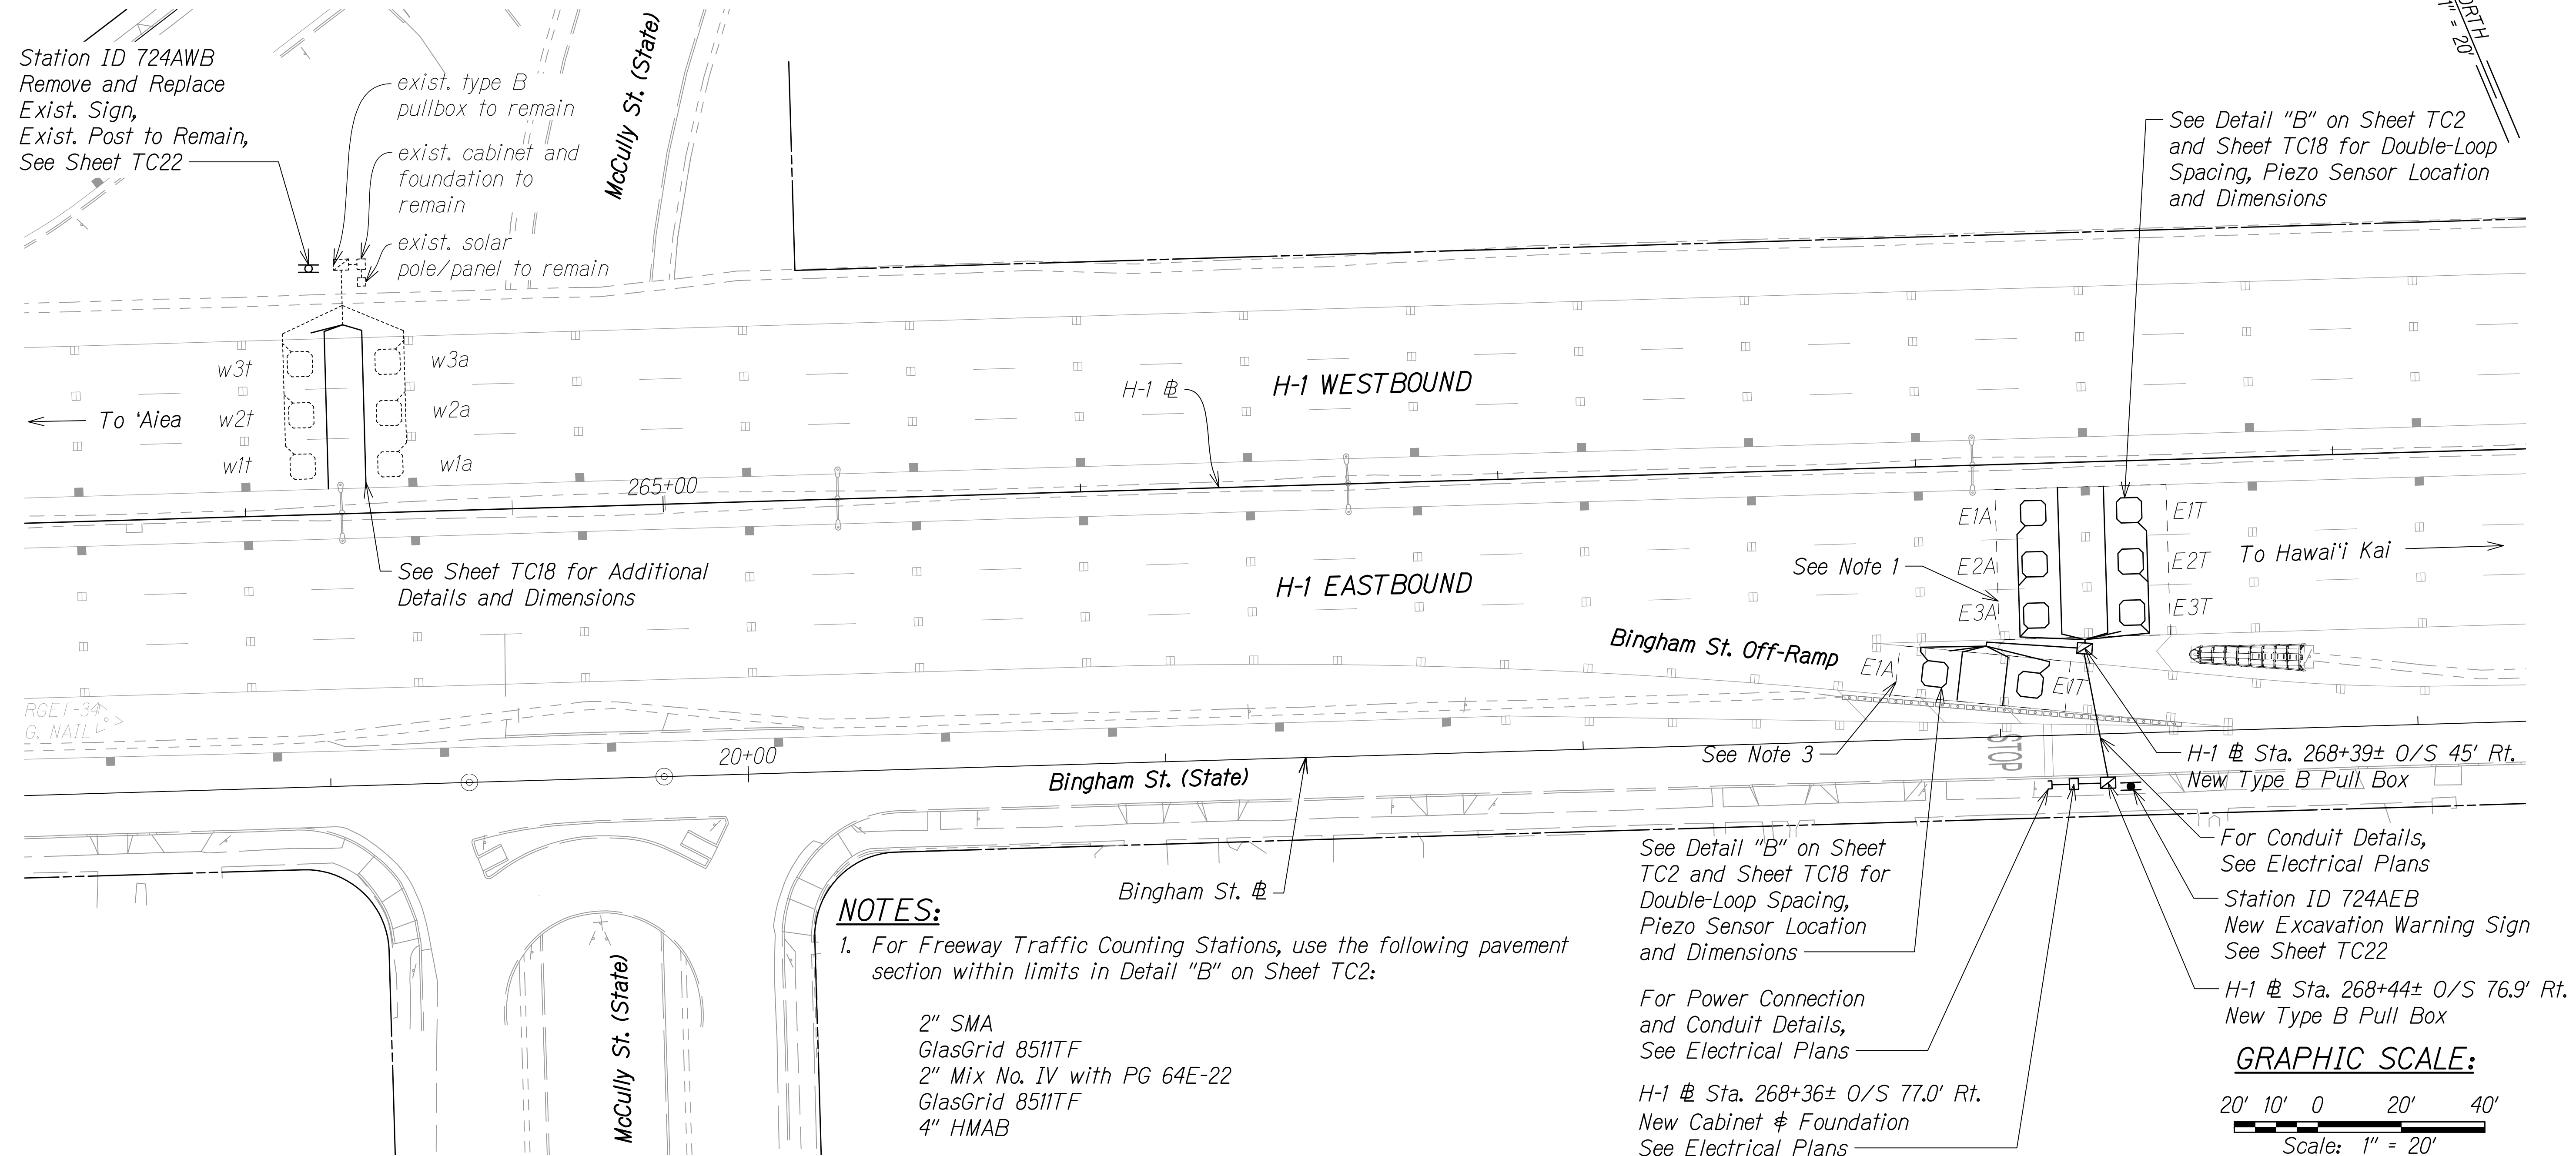 Station ID 724AWB
Remove and Replace
Exist. Sign,
Exist. Post to Remain,
See Sheet TC22
exist. type B
pullbox to remain
exist. cabinet and
foundation to
remain
exist. solar
pole/panel to remain
McCully St. (State)
NORTH
1" = 20'
See Detail "B" on Sheet TC2
and Sheet TC18 for Double-Loop
Spacing, Piezo Sensor Location
and Dimensions
w3t
w3a
w2t
w2a
w1t
w1a
To ʻAiea
H-1 ⅊
H-1 WESTBOUND
265+00
See Sheet TC18 for Additional
Details and Dimensions
H-1 EASTBOUND
See Note 1
E1A
E1T
E2A
E2T
E3A
E3T
To Hawaiʻi Kai
Bingham St. Off-Ramp
E1A
E1T
RGET-34
G. NAIL
See Note 3
STOP
20+00
Bingham St. (State)
Bingham St. ⅊
H-1 ⅊ Sta. 268+39± O/S 45' Rt.
New Type B Pull Box
For Conduit Details,
See Electrical Plans
Station ID 724AEB
New Excavation Warning Sign
See Sheet TC22
H-1 ⅊ Sta. 268+44± O/S 76.9' Rt.
New Type B Pull Box
See Detail "B" on Sheet
TC2 and Sheet TC18 for
Double-Loop Spacing,
Piezo Sensor Location
and Dimensions
For Power Connection
and Conduit Details,
See Electrical Plans
H-1 ⅊ Sta. 268+36± O/S 77.0' Rt.
New Cabinet & Foundation
See Electrical Plans
McCully St. (State)
NOTES:
1. For Freeway Traffic Counting Stations, use the following pavement
section within limits in Detail "B" on Sheet TC2:
2" SMA
GlasGrid 8511TF
2" Mix No. IV with PG 64E-22
GlasGrid 8511TF
4" HMAB
GRAPHIC SCALE:
20' 10' 0 20' 40'
Scale: 1" = 20'